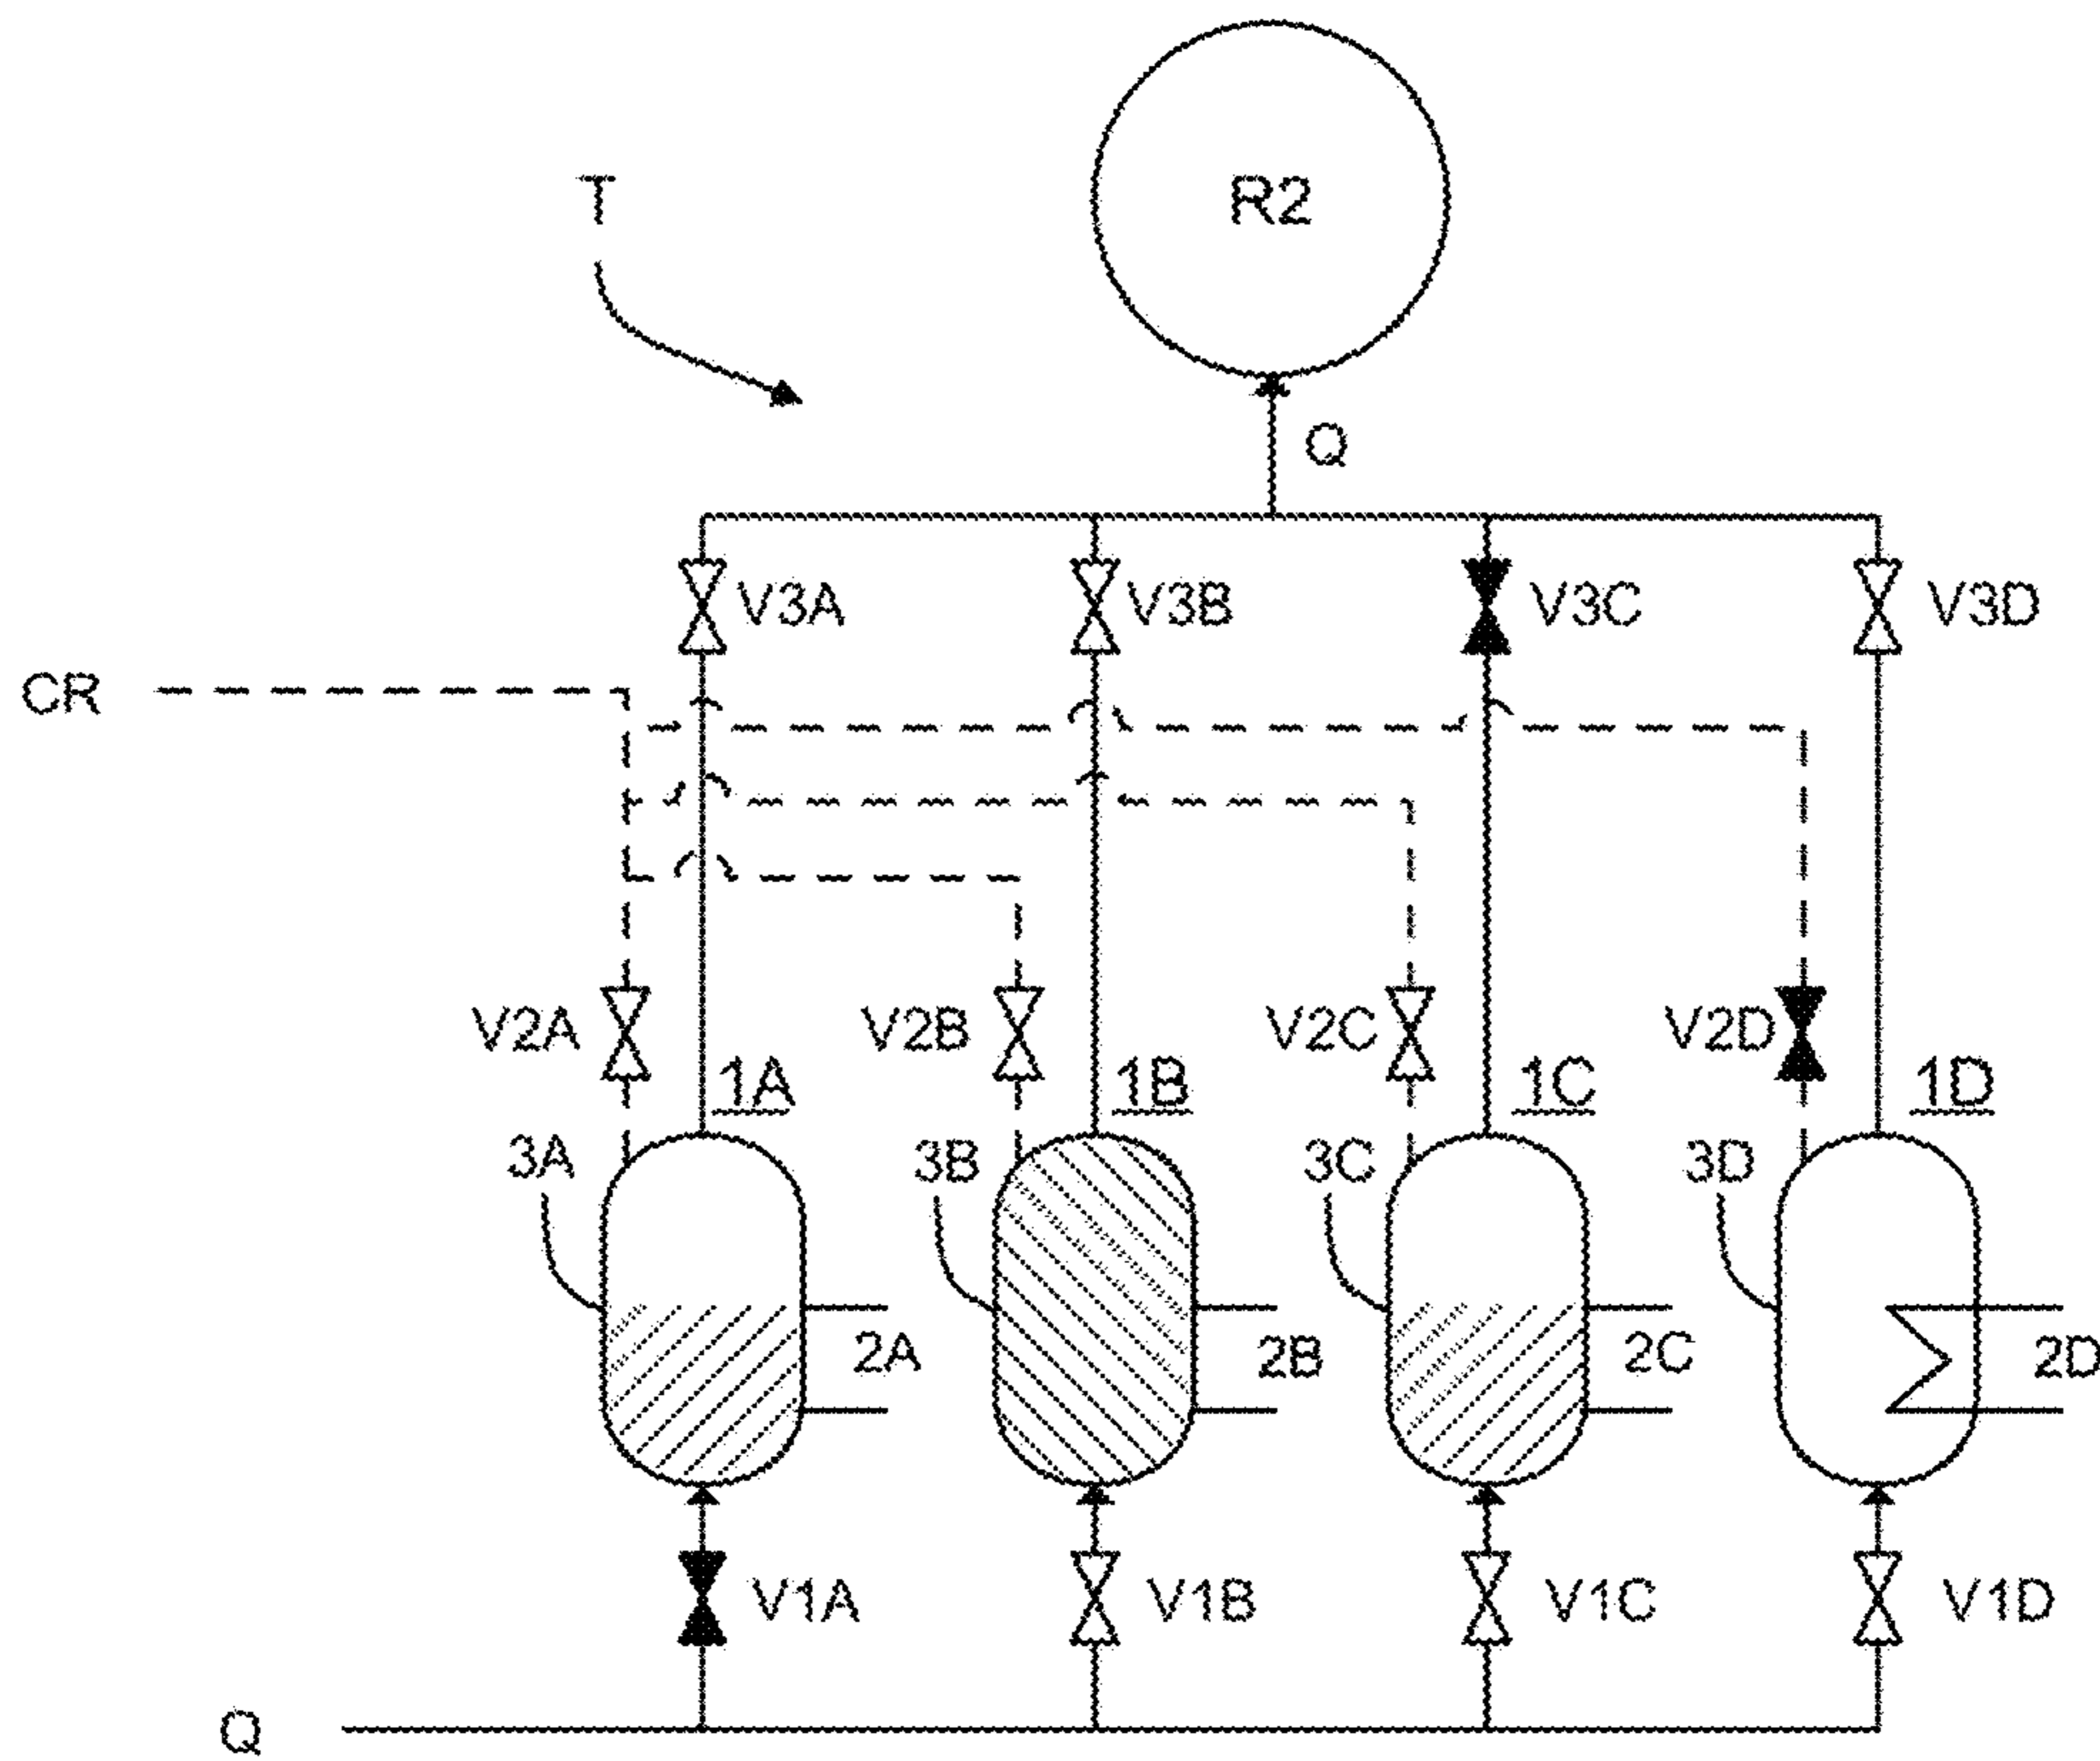 R2
T
Q
V3A V3B V3C V3D
CR
V2A V2B V2C V2D
1A 1B 1C 1D
3A 3B 3C 3D
2A 2B 2C 2D
V1A V1B V1C V1D
Q